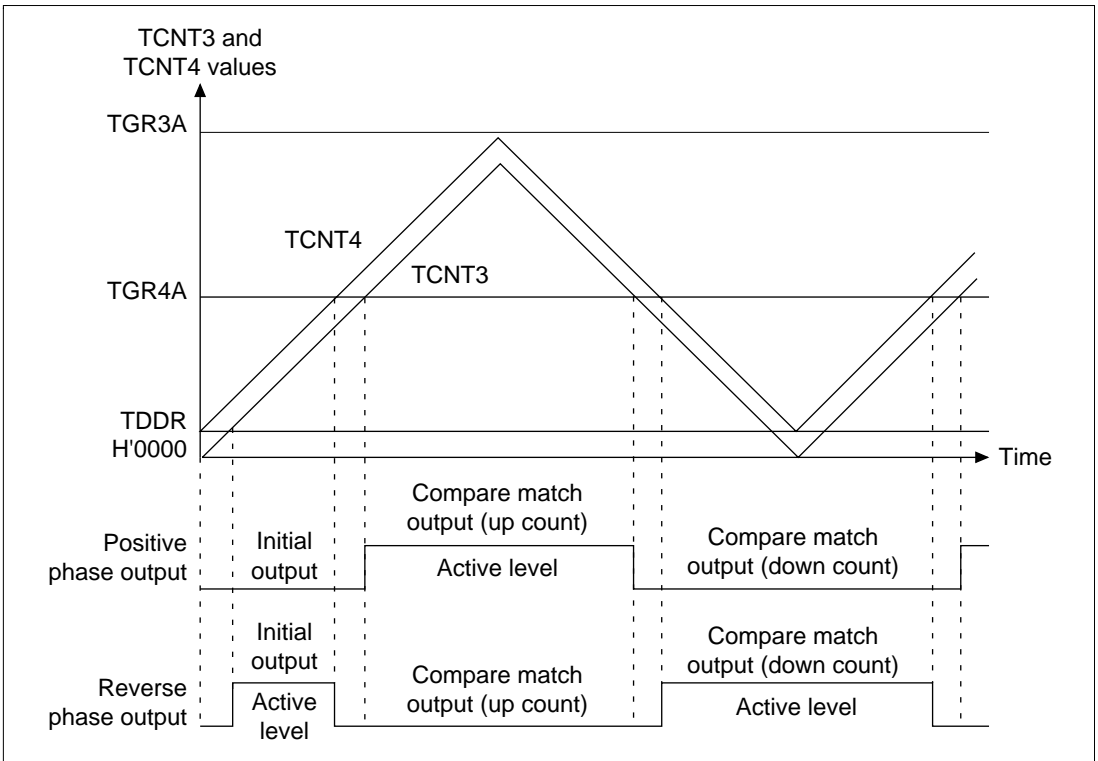 TCNT3 and
TCNT4 values
TGR3A
TCNT4
TCNT3
TGR4A
TDDR
H'0000
Time
Compare match
output (up count)
Positive
phase output
Initial
output
Active level
Compare match
output (down count)
Initial
output
Reverse
phase output
Active
level
Compare match
output (up count)
Compare match
output (down count)
Active level